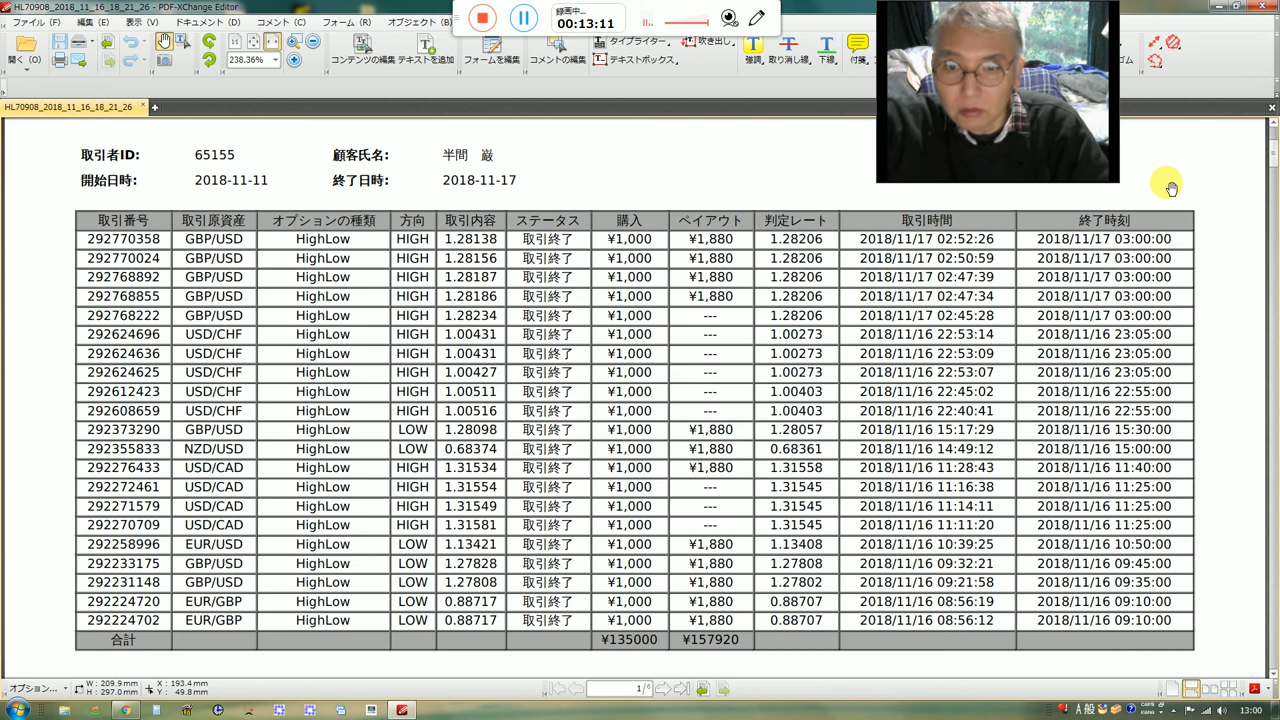 HL70908_2018_11_16_18_21_26 - PDF-XChange Editor
録画中...
00:13:11
ファイル（F） 編集（E） 表示（V） ドキュメント（D） コメント（C） フォーム（R） オブジェクト（B）
開く（O）
238.36%
コンテンツの編集 テキストを追加 フォームを編集 コメントの編集
タイプライター 吹き出し
テキストボックス
強調 取り消し線 下線 付箋
HL70908_2018_11_16_18_21_26
取引者ID: 65155 顧客氏名: 半間 巌
開始日時: 2018-11-11 終了日時: 2018-11-17
取引番号 取引原資産 オプションの種類 方向 取引内容 ステータス 購入 ペイアウト 判定レート 取引時間 終了時刻
292770358 GBP/USD HighLow HIGH 1.28138 取引終了 ¥1,000 ¥1,880 1.28206 2018/11/17 02:52:26 2018/11/17 03:00:00
292770024 GBP/USD HighLow HIGH 1.28156 取引終了 ¥1,000 ¥1,880 1.28206 2018/11/17 02:50:59 2018/11/17 03:00:00
292768892 GBP/USD HighLow HIGH 1.28187 取引終了 ¥1,000 ¥1,880 1.28206 2018/11/17 02:47:39 2018/11/17 03:00:00
292768855 GBP/USD HighLow HIGH 1.28186 取引終了 ¥1,000 ¥1,880 1.28206 2018/11/17 02:47:34 2018/11/17 03:00:00
292768222 GBP/USD HighLow HIGH 1.28234 取引終了 ¥1,000 --- 1.28206 2018/11/17 02:45:28 2018/11/17 03:00:00
292624696 USD/CHF HighLow HIGH 1.00431 取引終了 ¥1,000 --- 1.00273 2018/11/16 22:53:14 2018/11/16 23:05:00
292624636 USD/CHF HighLow HIGH 1.00431 取引終了 ¥1,000 --- 1.00273 2018/11/16 22:53:09 2018/11/16 23:05:00
292624625 USD/CHF HighLow HIGH 1.00427 取引終了 ¥1,000 --- 1.00273 2018/11/16 22:53:07 2018/11/16 23:05:00
292612423 USD/CHF HighLow HIGH 1.00511 取引終了 ¥1,000 --- 1.00403 2018/11/16 22:45:02 2018/11/16 22:55:00
292608659 USD/CHF HighLow HIGH 1.00516 取引終了 ¥1,000 --- 1.00403 2018/11/16 22:40:41 2018/11/16 22:55:00
292373290 GBP/USD HighLow LOW 1.28098 取引終了 ¥1,000 ¥1,880 1.28057 2018/11/16 15:17:29 2018/11/16 15:30:00
292355833 NZD/USD HighLow LOW 0.68374 取引終了 ¥1,000 ¥1,880 0.68361 2018/11/16 14:49:12 2018/11/16 15:00:00
292276433 USD/CAD HighLow HIGH 1.31534 取引終了 ¥1,000 ¥1,880 1.31558 2018/11/16 11:28:43 2018/11/16 11:40:00
292272461 USD/CAD HighLow HIGH 1.31554 取引終了 ¥1,000 --- 1.31545 2018/11/16 11:16:38 2018/11/16 11:25:00
292271579 USD/CAD HighLow HIGH 1.31549 取引終了 ¥1,000 --- 1.31545 2018/11/16 11:14:11 2018/11/16 11:25:00
292270709 USD/CAD HighLow HIGH 1.31581 取引終了 ¥1,000 --- 1.31545 2018/11/16 11:11:20 2018/11/16 11:25:00
292258996 EUR/USD HighLow LOW 1.13421 取引終了 ¥1,000 ¥1,880 1.13408 2018/11/16 10:39:25 2018/11/16 10:50:00
292233175 GBP/USD HighLow LOW 1.27828 取引終了 ¥1,000 ¥1,880 1.27808 2018/11/16 09:32:21 2018/11/16 09:45:00
292231148 GBP/USD HighLow LOW 1.27808 取引終了 ¥1,000 ¥1,880 1.27802 2018/11/16 09:21:58 2018/11/16 09:35:00
292224720 EUR/GBP HighLow LOW 0.88717 取引終了 ¥1,000 ¥1,880 0.88707 2018/11/16 08:56:19 2018/11/16 09:10:00
292224702 EUR/GBP HighLow LOW 0.88717 取引終了 ¥1,000 ¥1,880 0.88707 2018/11/16 08:56:12 2018/11/16 09:10:00
合計 ¥135000 ¥157920
オプション... W : 209.9 mm X : 193.4 mm
H : 297.0 mm Y : 49.8 mm
1/6
A 般
13:00